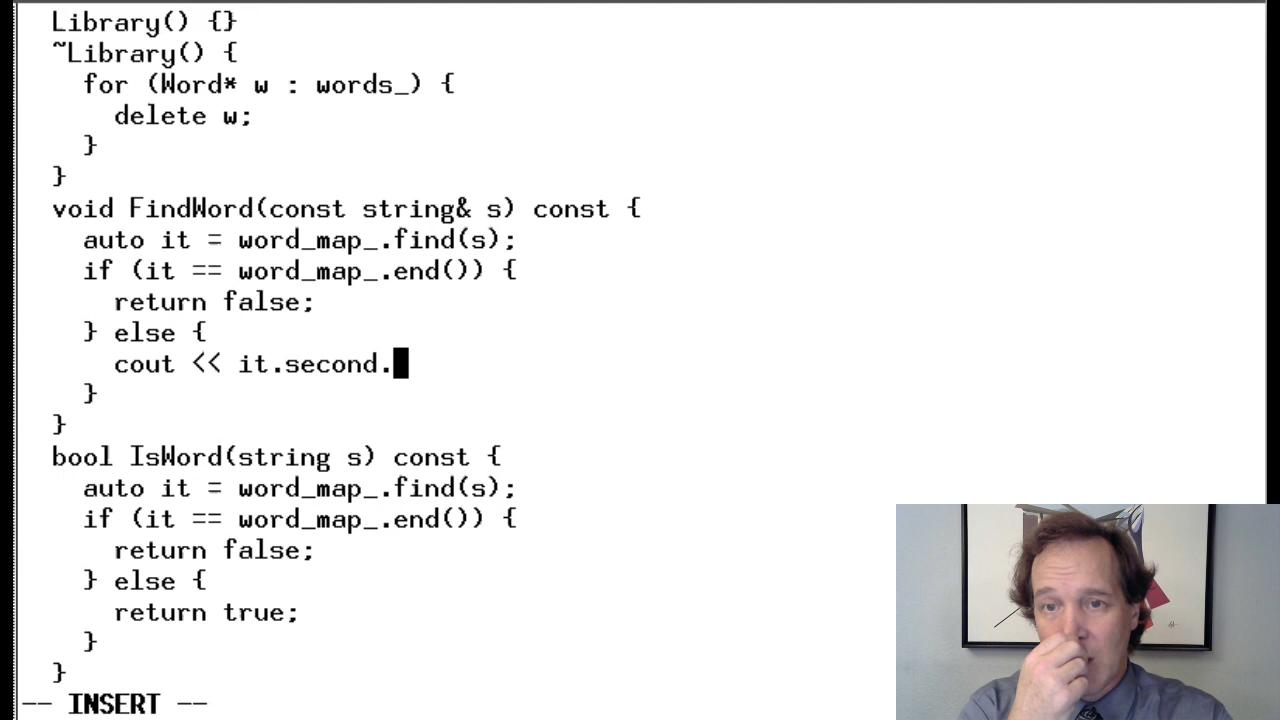 Library() {}
~Library() {
for (Word* w : words_) {
delete w;
}
}
void FindWord(const string& s) const {
auto it = word_map_.find(s);
if (it == word_map_.end()) {
return false;
} else {
cout << it.second.
}
}
bool IsWord(string s) const {
auto it = word_map_.find(s);
if (it == word_map_.end()) {
return false;
} else {
return true;
}
}
-- INSERT --